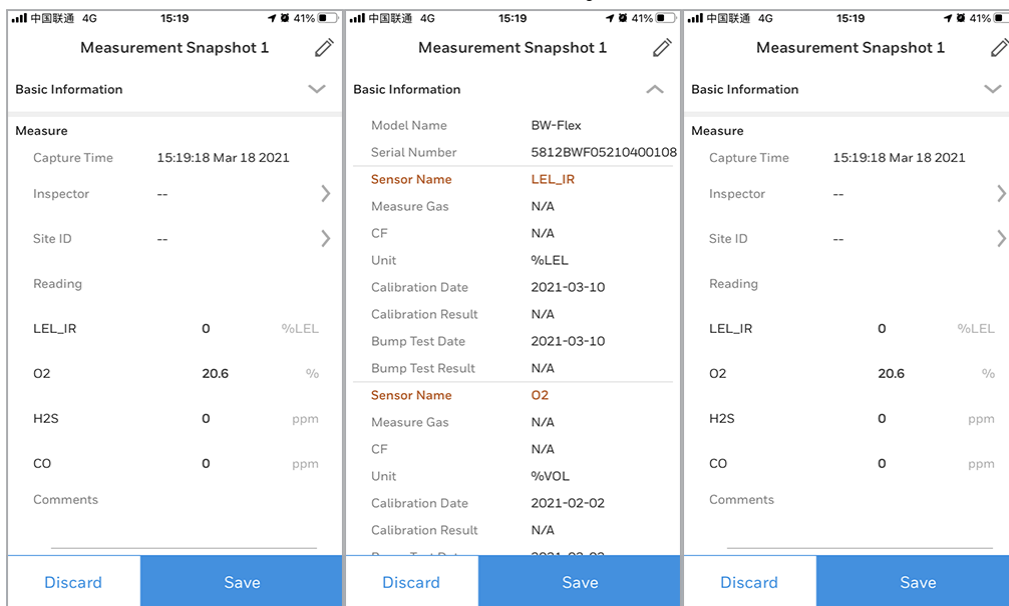 中国联通 4G 15:19 41%
Measurement Snapshot 1
Basic Information
Measure
Capture Time 15:19:18 Mar 18 2021
Inspector --
Site ID --
Reading
LEL_IR 0 %LEL
O2 20.6 %
H2S 0 ppm
CO 0 ppm
Comments
Discard Save
中国联通 4G 15:19 41%
Measurement Snapshot 1
Basic Information
Model Name BW-Flex
Serial Number 5812BWF05210400108
Sensor Name LEL_IR
Measure Gas N/A
CF N/A
Unit %LEL
Calibration Date 2021-03-10
Calibration Result N/A
Bump Test Date 2021-03-10
Bump Test Result N/A
Sensor Name O2
Measure Gas N/A
CF N/A
Unit %VOL
Calibration Date 2021-02-02
Calibration Result N/A
Discard Save
中国联通 4G 15:19 41%
Measurement Snapshot 1
Basic Information
Measure
Capture Time 15:19:18 Mar 18 2021
Inspector --
Site ID --
Reading
LEL_IR 0 %LEL
O2 20.6 %
H2S 0 ppm
CO 0 ppm
Comments
Discard Save